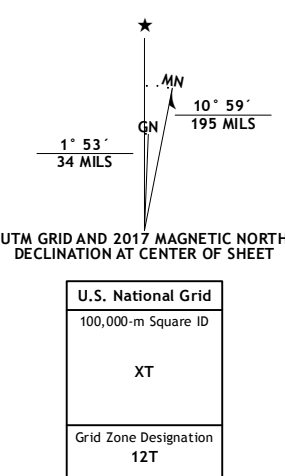 ★
MN
GN
10° 59´
195 MILS
1° 53´
34 MILS
UTM GRID AND 2017 MAGNETIC NORTH
DECLINATION AT CENTER OF SHEET
U.S. National Grid
100,000-m Square ID
XT
Grid Zone Designation
12T